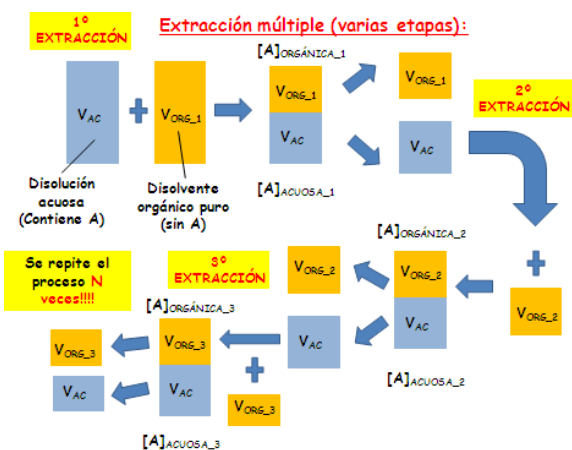 1º
EXTRACCIÓN
Extracción múltiple (varias etapas):
[A]ORGÁNICA_1
VAC
VORG_1
VORG_1
VAC
VORG_1
VAC
2º
EXTRACCIÓN
Disolución
acuosa
(Contiene A)
Disolvente
orgánico puro
(sin A)
[A]ACUOSA_1
[A]ORGÁNICA_2
VORG_2
VAC
VORG_2
VORG_2
VAC
[A]ACUOSA_2
3º
EXTRACCIÓN
Se repite el
proceso N
veces!!!!
[A]ORGÁNICA_3
VORG_3
VAC
VORG_3
VORG_3
VAC
[A]ACUOSA_3